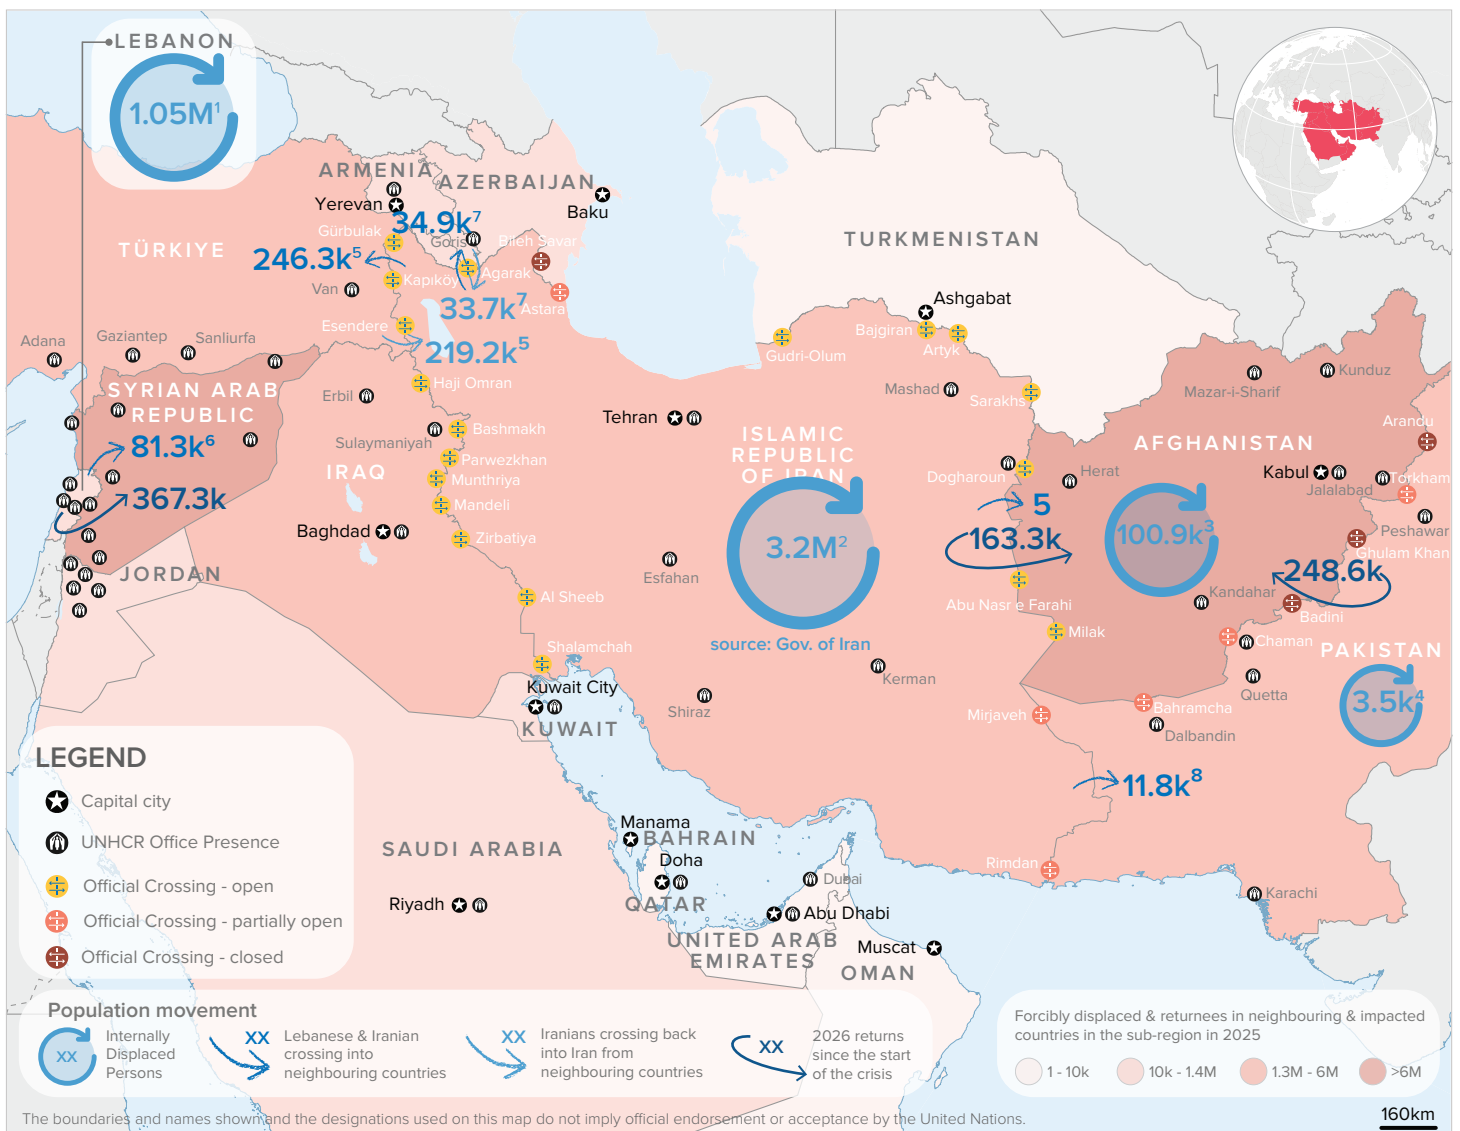 LEBANON
1.05M1
ARMENIA
AZERBAIJAN
Yerevan
Baku
34.9k7
Gürbulak
Goris
Bileh Savar
TÜRKIYE
246.3k5
TURKMENISTAN
Kapıköy
Agarak
Van
33.7k7
Astara
Ashgabat
Esendere
Bajgiran
Artyk
Adana
Gaziantep
Sanliurfa
219.2k5
Gudri-Olum
Haji Omran
Mashad
Sarakhs
Mazar-i-Sharif
Kunduz
SYRIAN ARAB
REPUBLIC
Erbil
Tehran
Arandu
81.3k6
Sulaymaniyah
Bashmakh
ISLAMIC
REPUBLIC
OF IRAN
AFGHANISTAN
Parwezkhan
IRAQ
Munthriya
Dogharoun
Herat
Kabul
Torkham
Jalalabad
367.3k
Mandeli
5
Peshawar
Baghdad
Zirbatiya
3.2M2
163.3k
100.9k3
Ghulam Khan
JORDAN
Esfahan
248.6k
Al Sheeb
Abu Nasr e Farahi
Kandahar
Badini
Milak
Chaman
source: Gov. of Iran
PAKISTAN
Shalamchah
Kerman
Quetta
3.5k4
Kuwait City
Shiraz
Mirjaveh
Bahramcha
KUWAIT
Dalbandin
11.8k8
Manama
BAHRAIN
SAUDI ARABIA
Doha
Rimdan
Dubai
Karachi
Riyadh
QATAR
Abu Dhabi
UNITED ARAB
EMIRATES
Muscat
OMAN
LEGEND
Capital city
UNHCR Office Presence
Official Crossing - open
Official Crossing - partially open
Official Crossing - closed
Population movement
XX
Internally
Displaced
Persons
XX
Lebanese & Iranian
crossing into
neighbouring countries
XX
Iranians crossing back
into Iran from
neighbouring countries
XX
2026 returns
since the start
of the crisis
Forcibly displaced & returnees in neighbouring & impacted
countries in the sub-region in 2025
1 - 10k
10k - 1.4M
1.3M - 6M
>6M
The boundaries and names shown and the designations used on this map do not imply official endorsement or acceptance by the United Nations.
160km